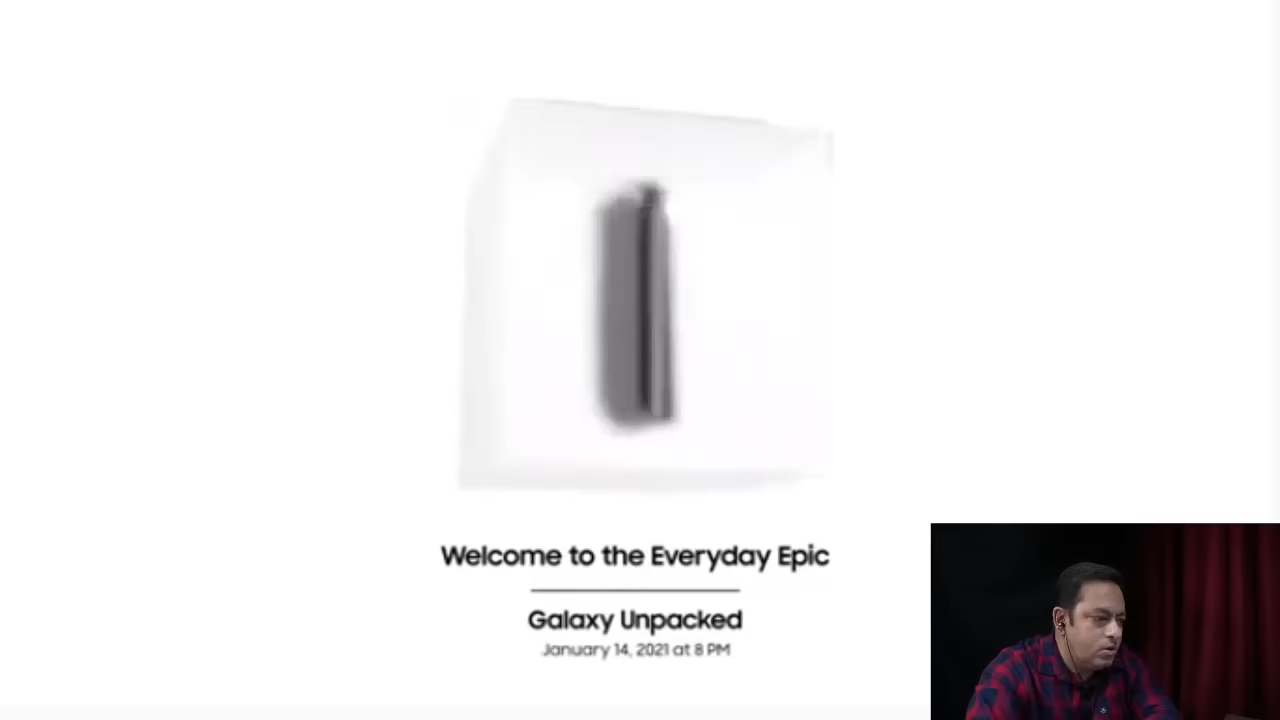 Welcome to the Everyday Epic
Galaxy Unpacked
January 14, 2021 at 8 PM